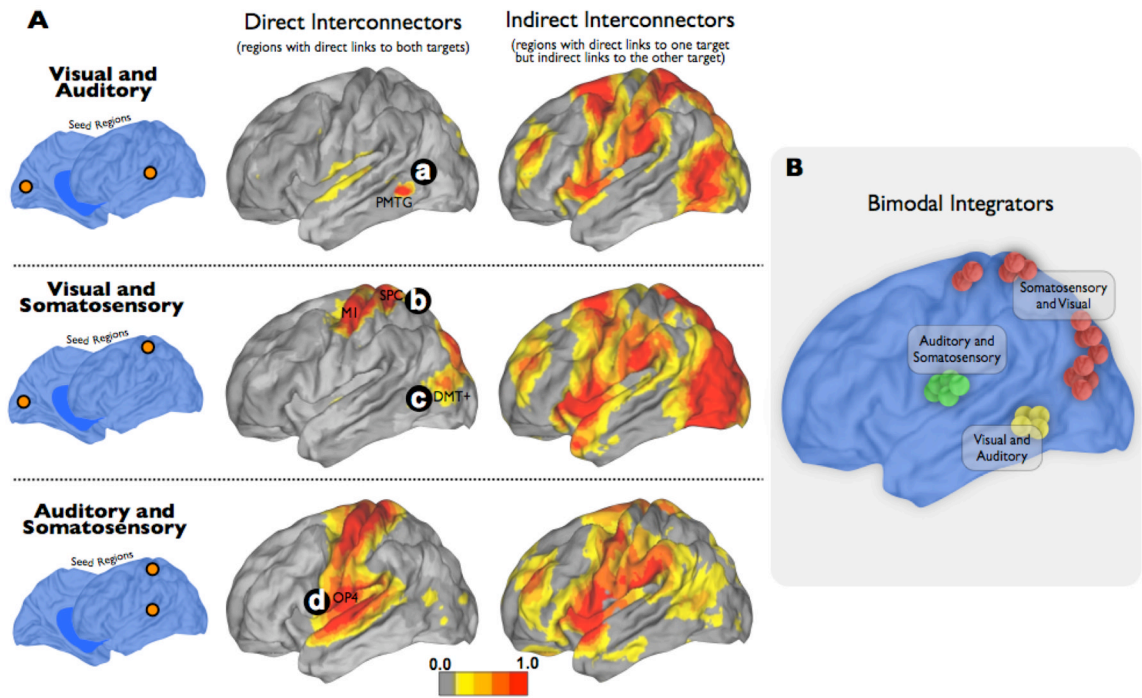 A
Direct Interconnectors
(regions with direct links to both targets)
Indirect Interconnectors
(regions with direct links to one target
but indirect links to the other target)
Visual and
Auditory
Seed Regions
a
PMTG
Visual and
Somatosensory
Seed Regions
MI
SPC
b
c
DMT+
Auditory and
Somatosensory
Seed Regions
d
OP4
0.0
1.0
B
Bimodal Integrators
Somatosensory
and Visual
Auditory and
Somatosensory
Visual and
Auditory